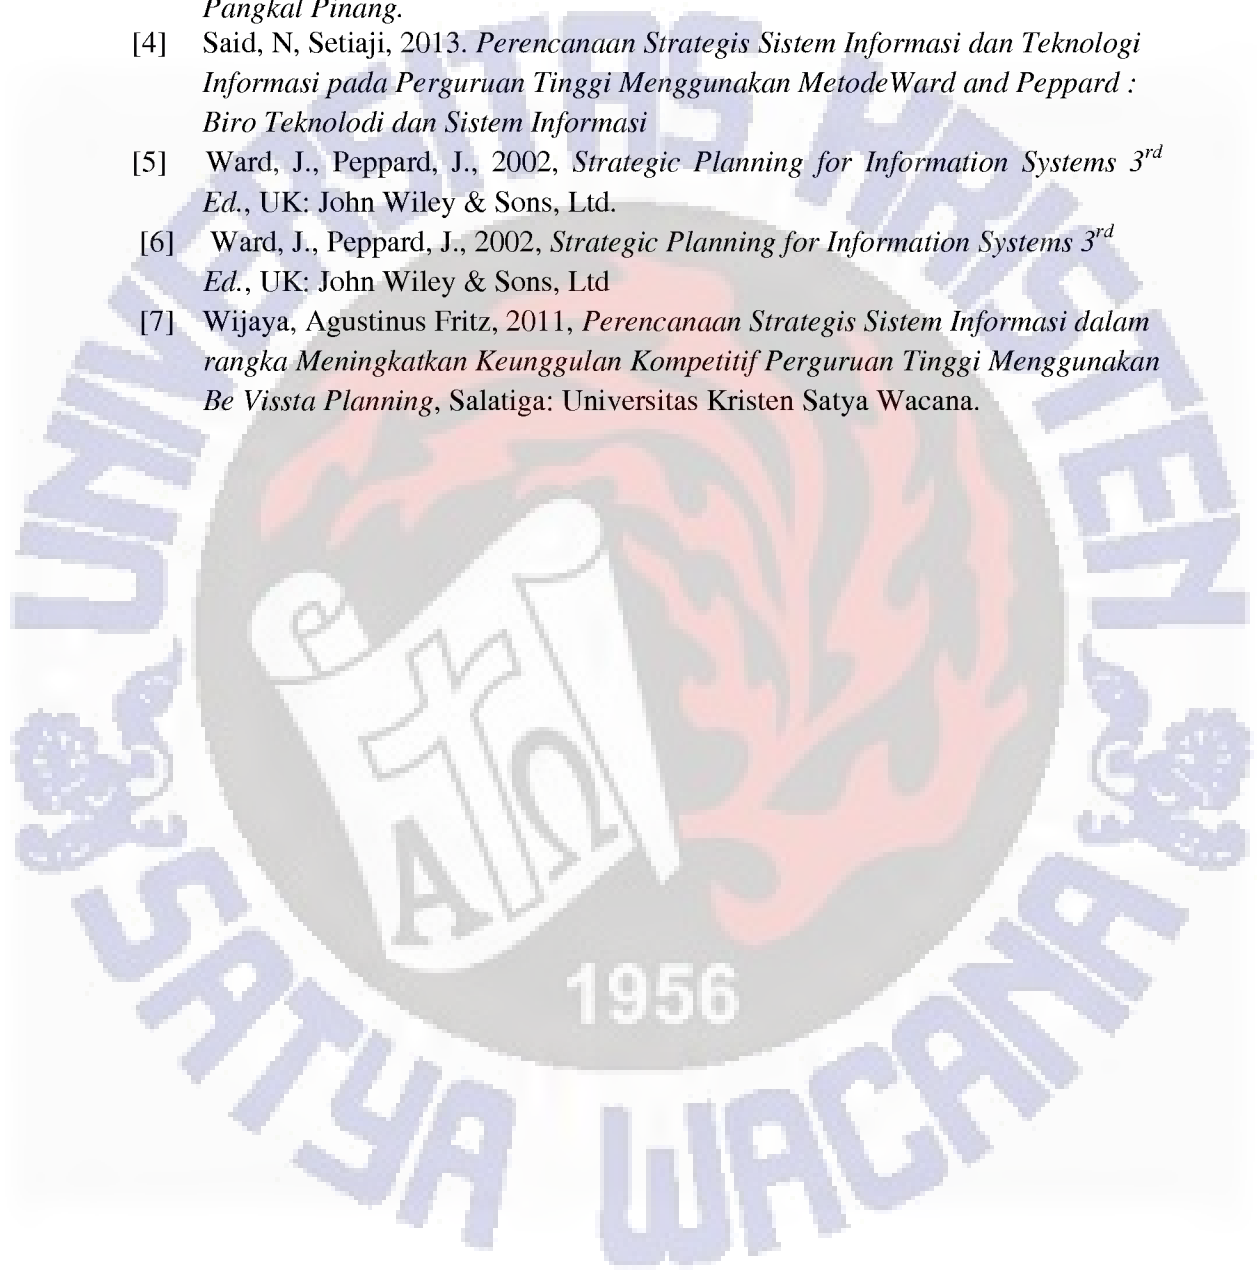 Pangkal Pinang.
[4] Said, N, Setiaji, 2013. Perencanaan Strategis Sistem Informasi dan Teknologi
Informasi pada Perguruan Tinggi Menggunakan MetodeWard and Peppard :
Biro Teknolodi dan Sistem Informasi
[5] Ward, J., Peppard, J., 2002, Strategic Planning for Information Systems 3rd
Ed., UK: John Wiley & Sons, Ltd.
[6] Ward, J., Peppard, J., 2002, Strategic Planning for Information Systems 3rd
Ed., UK: John Wiley & Sons, Ltd
[7] Wijaya, Agustinus Fritz, 2011, Perencanaan Strategis Sistem Informasi dalam
rangka Meningkatkan Keunggulan Kompetitif Perguruan Tinggi Menggunakan
Be Vissta Planning, Salatiga: Universitas Kristen Satya Wacana.
UNIVERSITAS KRISTEN
A Ω
1956
SATYA WACANA